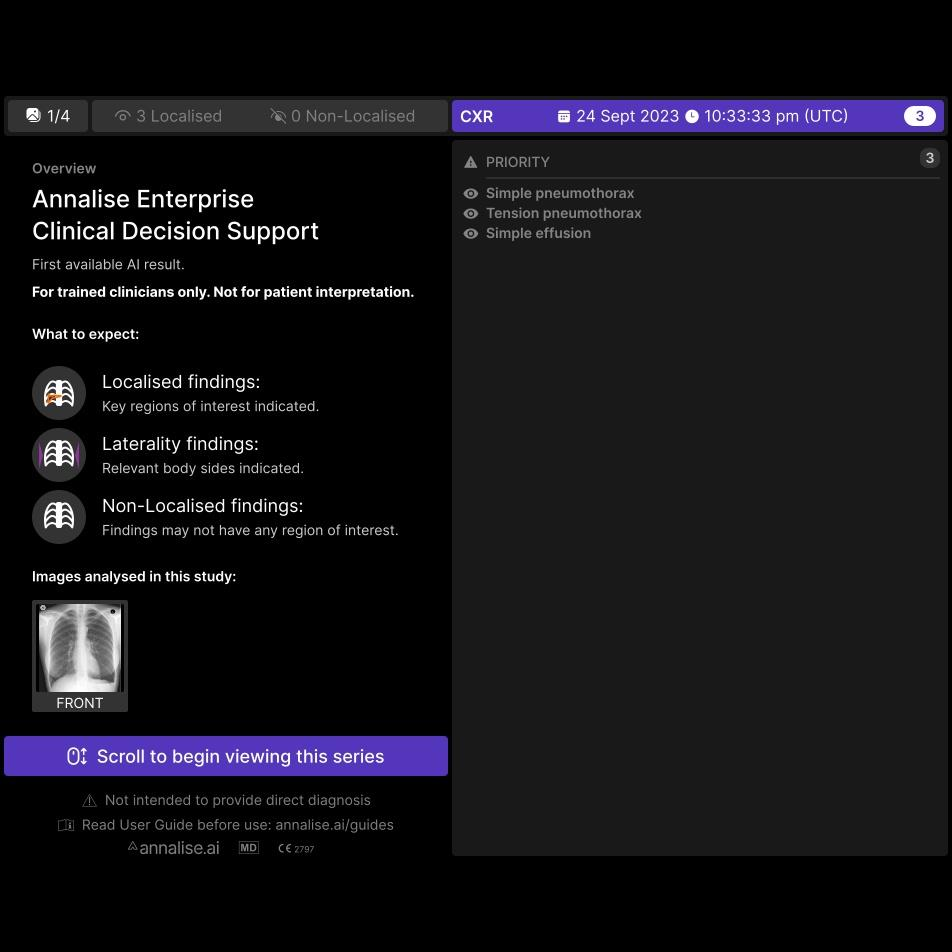 1/4
3 Localised
0 Non-Localised
CXR
24 Sept 2023
10:33:33 pm (UTC)
3
Overview
Annalise Enterprise
Clinical Decision Support
First available AI result.
For trained clinicians only. Not for patient interpretation.
What to expect:
Localised findings:
Key regions of interest indicated.
Laterality findings:
Relevant body sides indicated.
Non-Localised findings:
Findings may not have any region of interest.
Images analysed in this study:
FRONT
Scroll to begin viewing this series
Not intended to provide direct diagnosis
Read User Guide before use: annalise.ai/guides
annalise.ai
MD
CE 2797
PRIORITY
3
Simple pneumothorax
Tension pneumothorax
Simple effusion